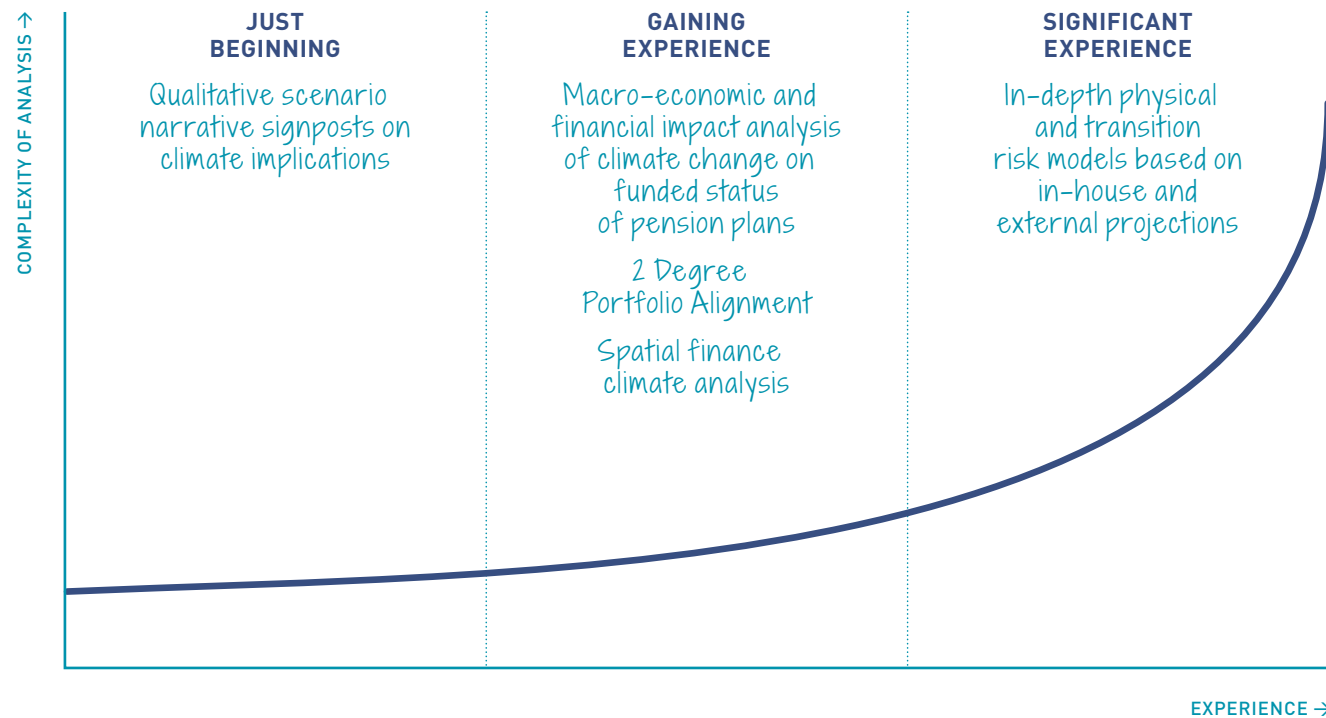 COMPLEXITY OF ANALYSIS →
JUST
BEGINNING
Qualitative scenario
narrative signposts on
climate implications
GAINING
EXPERIENCE
Macro-economic and
financial impact analysis
of climate change on
funded status
of pension plans
2 Degree
Portfolio Alignment
Spatial finance
climate analysis
SIGNIFICANT
EXPERIENCE
In-depth physical
and transition
risk models based on
in-house and
external projections
EXPERIENCE →